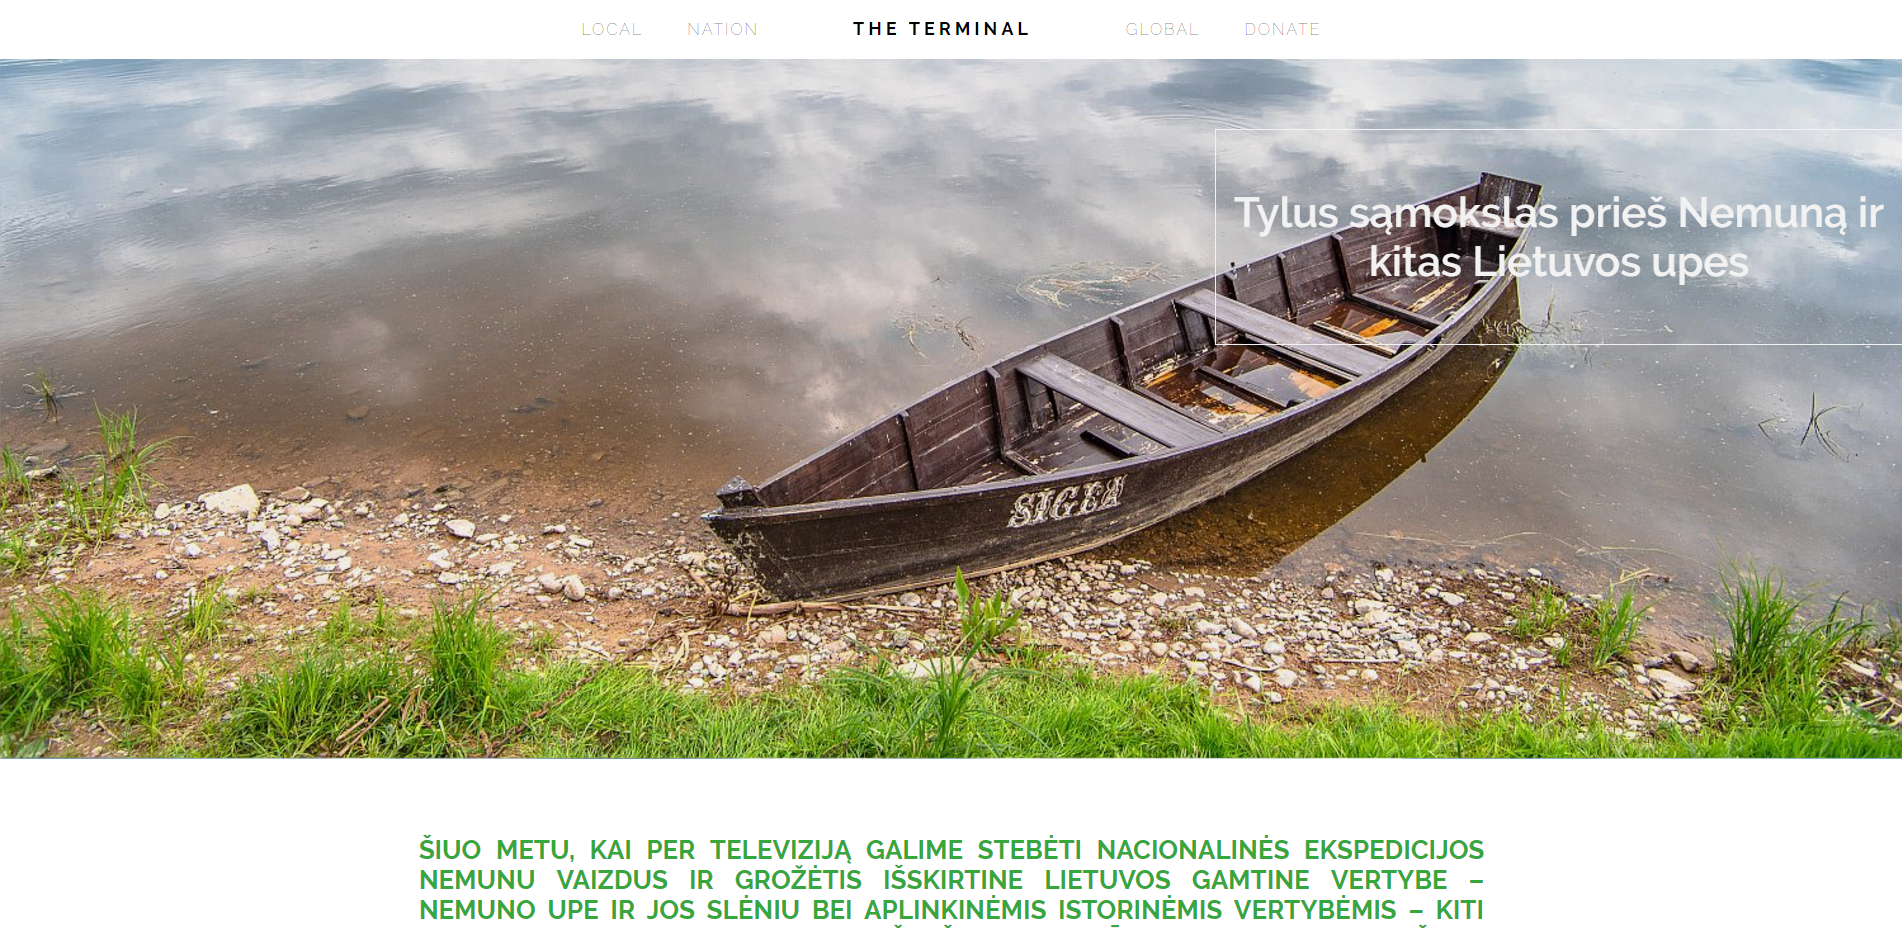 LOCAL NATION THE TERMINAL GLOBAL DONATE
Tylus sąmokslas prieš Nemuną ir
kitas Lietuvos upes
ŠIUO METU, KAI PER TELEVIZIJĄ GALIME STEBĖTI NACIONALINĖS EKSPEDICIJOS
NEMUNU VAIZDUS IR GROŽĖTIS IŠSKIRTINE LIETUVOS GAMTINE VERTYBE –
NEMUNO UPE IR JOS SLĖNIU BEI APLINKINĖMIS ISTORINĖMIS VERTYBĖMIS – KITI